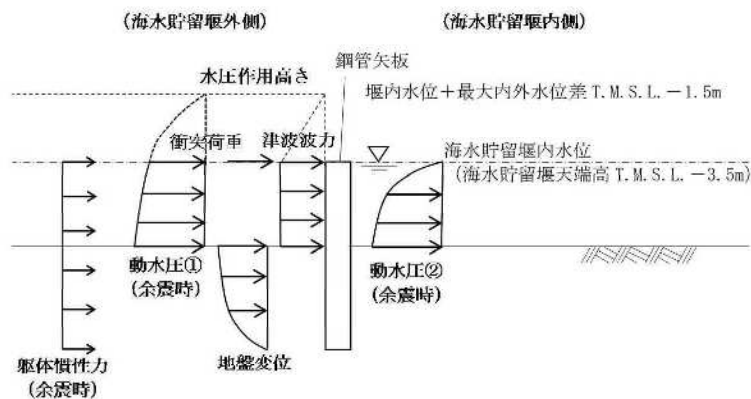 (海水貯留堰外側)
(海水貯留堰内側)
鋼管矢板
水圧作用高さ
堰内水位＋最大内外水位差 T.M.S.L.－1.5m
衝突荷重
津波波力
海水貯留堰内水位
(海水貯留堰天端高 T.M.S.L.－3.5m)
動水圧①
(余震時)
動水圧②
(余震時)
躯体慣性力
(余震時)
地盤変位